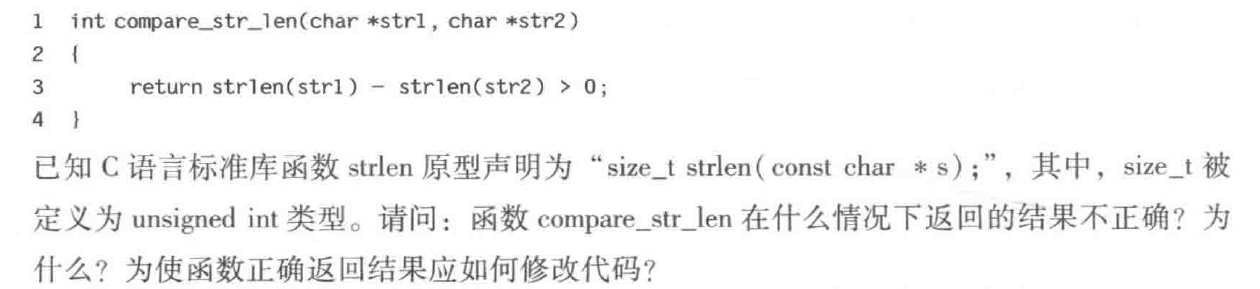 1 int compare_str_len(char *str1, char *str2)
2 {
3 return strlen(str1) - strlen(str2) > 0;
4 }
已知 C 语言标准库函数 strlen 原型声明为“size_t strlen( const char * s);”，其中，size_t 被
定义为 unsigned int 类型。请问：函数 compare_str_len 在什么情况下返回的结果不正确？为
什么？为使函数正确返回结果应如何修改代码？